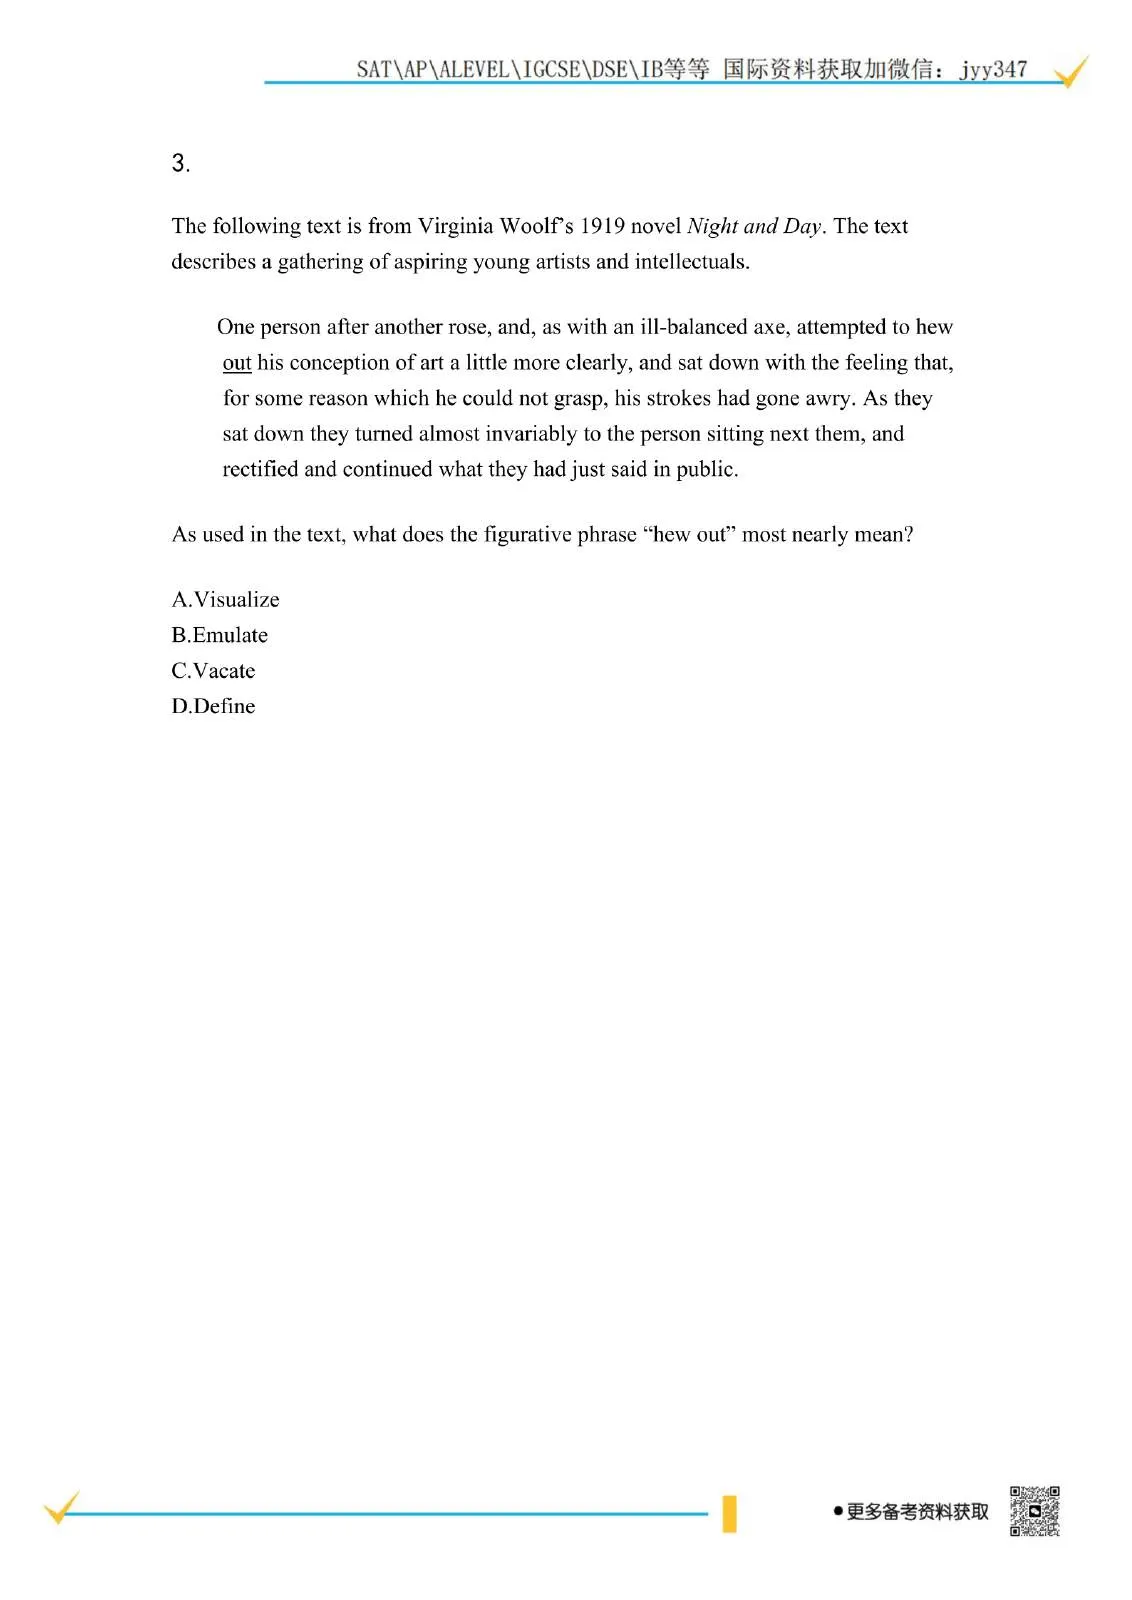 SAT\AP\ALEVEL\IGCSE\DSE\IB等等 国际资料获取加微信：jyy347
3.
The following text is from Virginia Woolf's 1919 novel Night and Day. The text
describes a gathering of aspiring young artists and intellectuals.
One person after another rose, and, as with an ill-balanced axe, attempted to hew
out his conception of art a little more clearly, and sat down with the feeling that,
for some reason which he could not grasp, his strokes had gone awry. As they
sat down they turned almost invariably to the person sitting next them, and
rectified and continued what they had just said in public.
As used in the text, what does the figurative phrase “hew out” most nearly mean?
A.Visualize
B.Emulate
C.Vacate
D.Define
●更多备考资料获取